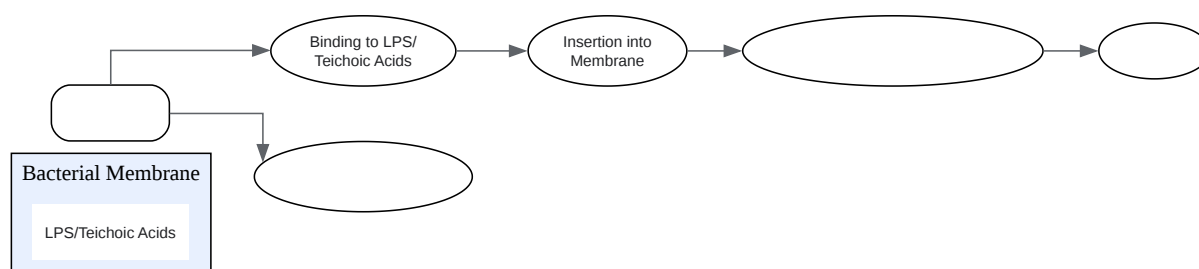 Binding to LPS/
Teichoic Acids
Insertion into
Membrane
Bacterial Membrane
LPS/Teichoic Acids